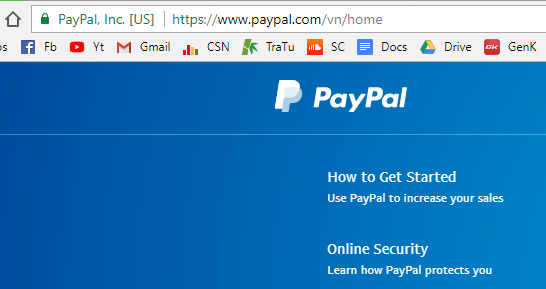 PayPal, Inc. [US] https://www.paypal.com/vn/home
os Fb Yt Gmail CSN TraTu SC Docs Drive GK GenK
PayPal
How to Get Started
Use PayPal to increase your sales
Online Security
Learn how PayPal protects you